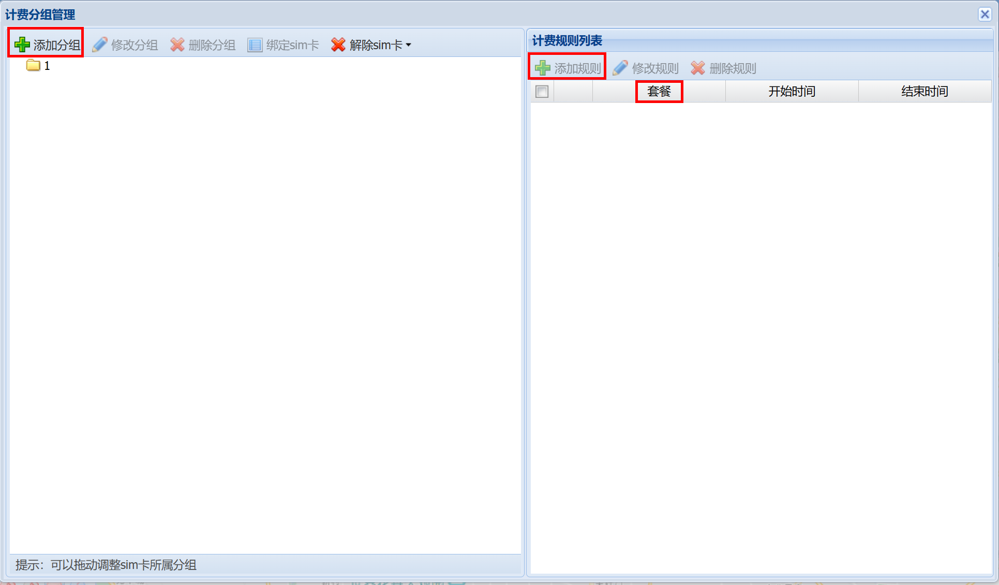 计费分组管理
添加分组 修改分组 删除分组 绑定sim卡 解除sim卡
1
提示：可以拖动调整sim卡所属分组
计费规则列表
添加规则 修改规则 删除规则
套餐 开始时间 结束时间